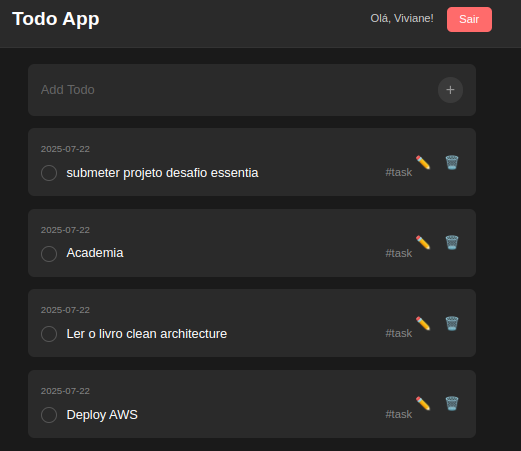 Todo App
Olá, Viviane!
Sair
Add Todo
+
2025-07-22
submeter projeto desafio essentia
#task
2025-07-22
Academia
#task
2025-07-22
Ler o livro clean architecture
#task
2025-07-22
Deploy AWS
#task